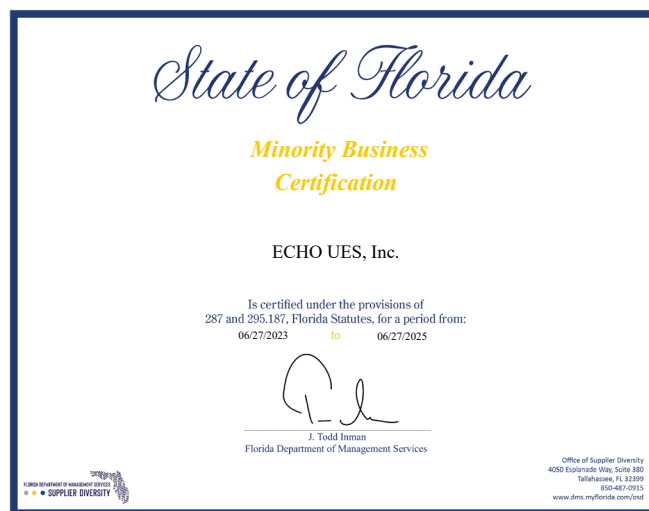 State of Florida
Minority Business
Certification
ECHO UES, Inc.
Is certified under the provisions of
287 and 295.187, Florida Statutes, for a period from:
06/27/2023 to 06/27/2025
J. Todd Inman
Florida Department of Management Services
FLORIDA DEPARTMENT OF MANAGEMENT SERVICES
SUPPLIER DIVERSITY
Office of Supplier Diversity
4050 Esplanade Way, Suite 380
Tallahassee, FL 32399
850-487-0915
www.dms.myflorida.com/osd